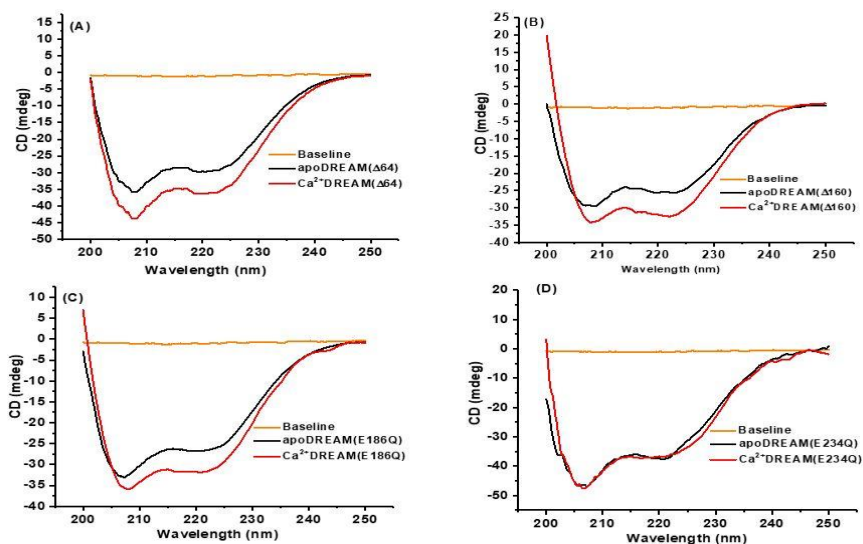 (A)
15
10
5
0
-5
-10
-15
-20
-25
-30
-35
-40
-45
-50
CD (mdeg)
Baseline
apoDREAM(Δ64)
Ca²⁺DREAM(Δ64)
200 210 220 230 240 250
Wavelength (nm)
(B)
25
20
15
10
5
0
-5
-10
-15
-20
-25
-30
-35
-40
CD (mdeg)
Baseline
apoDREAM(Δ160)
Ca²⁺DREAM(Δ160)
200 210 220 230 240 250
Wavelength (nm)
(C)
10
5
0
-5
-10
-15
-20
-25
-30
-35
-40
CD (mdeg)
Baseline
apoDREAM(E186Q)
Ca²⁺DREAM(E186Q)
200 210 220 230 240 250
Wavelength (nm)
(D)
20
10
0
-10
-20
-30
-40
-50
CD (mdeg)
Baseline
apoDREAM(E234Q)
Ca²⁺DREAM(E234Q)
200 210 220 230 240 250
Wavelength (nm)